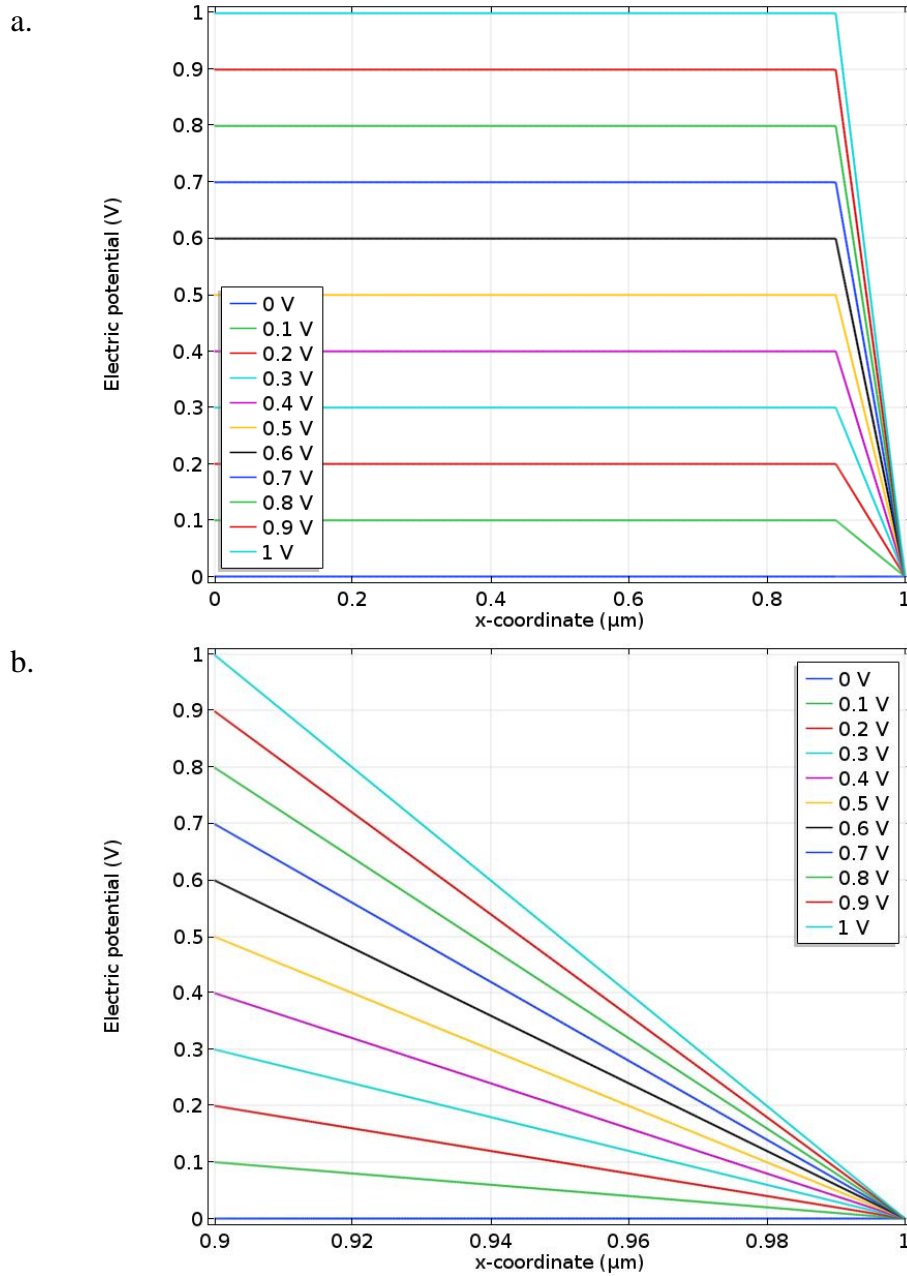 a.
Electric potential (V)
1
0.9
0.8
0.7
0.6
0.5
0.4
0.3
0.2
0.1
0
0 V
0.1 V
0.2 V
0.3 V
0.4 V
0.5 V
0.6 V
0.7 V
0.8 V
0.9 V
1 V
0 0.2 0.4 0.6 0.8 1
x-coordinate (μm)
b.
Electric potential (V)
1
0.9
0.8
0.7
0.6
0.5
0.4
0.3
0.2
0.1
0
0 V
0.1 V
0.2 V
0.3 V
0.4 V
0.5 V
0.6 V
0.7 V
0.8 V
0.9 V
1 V
0.9 0.92 0.94 0.96 0.98 1
x-coordinate (μm)